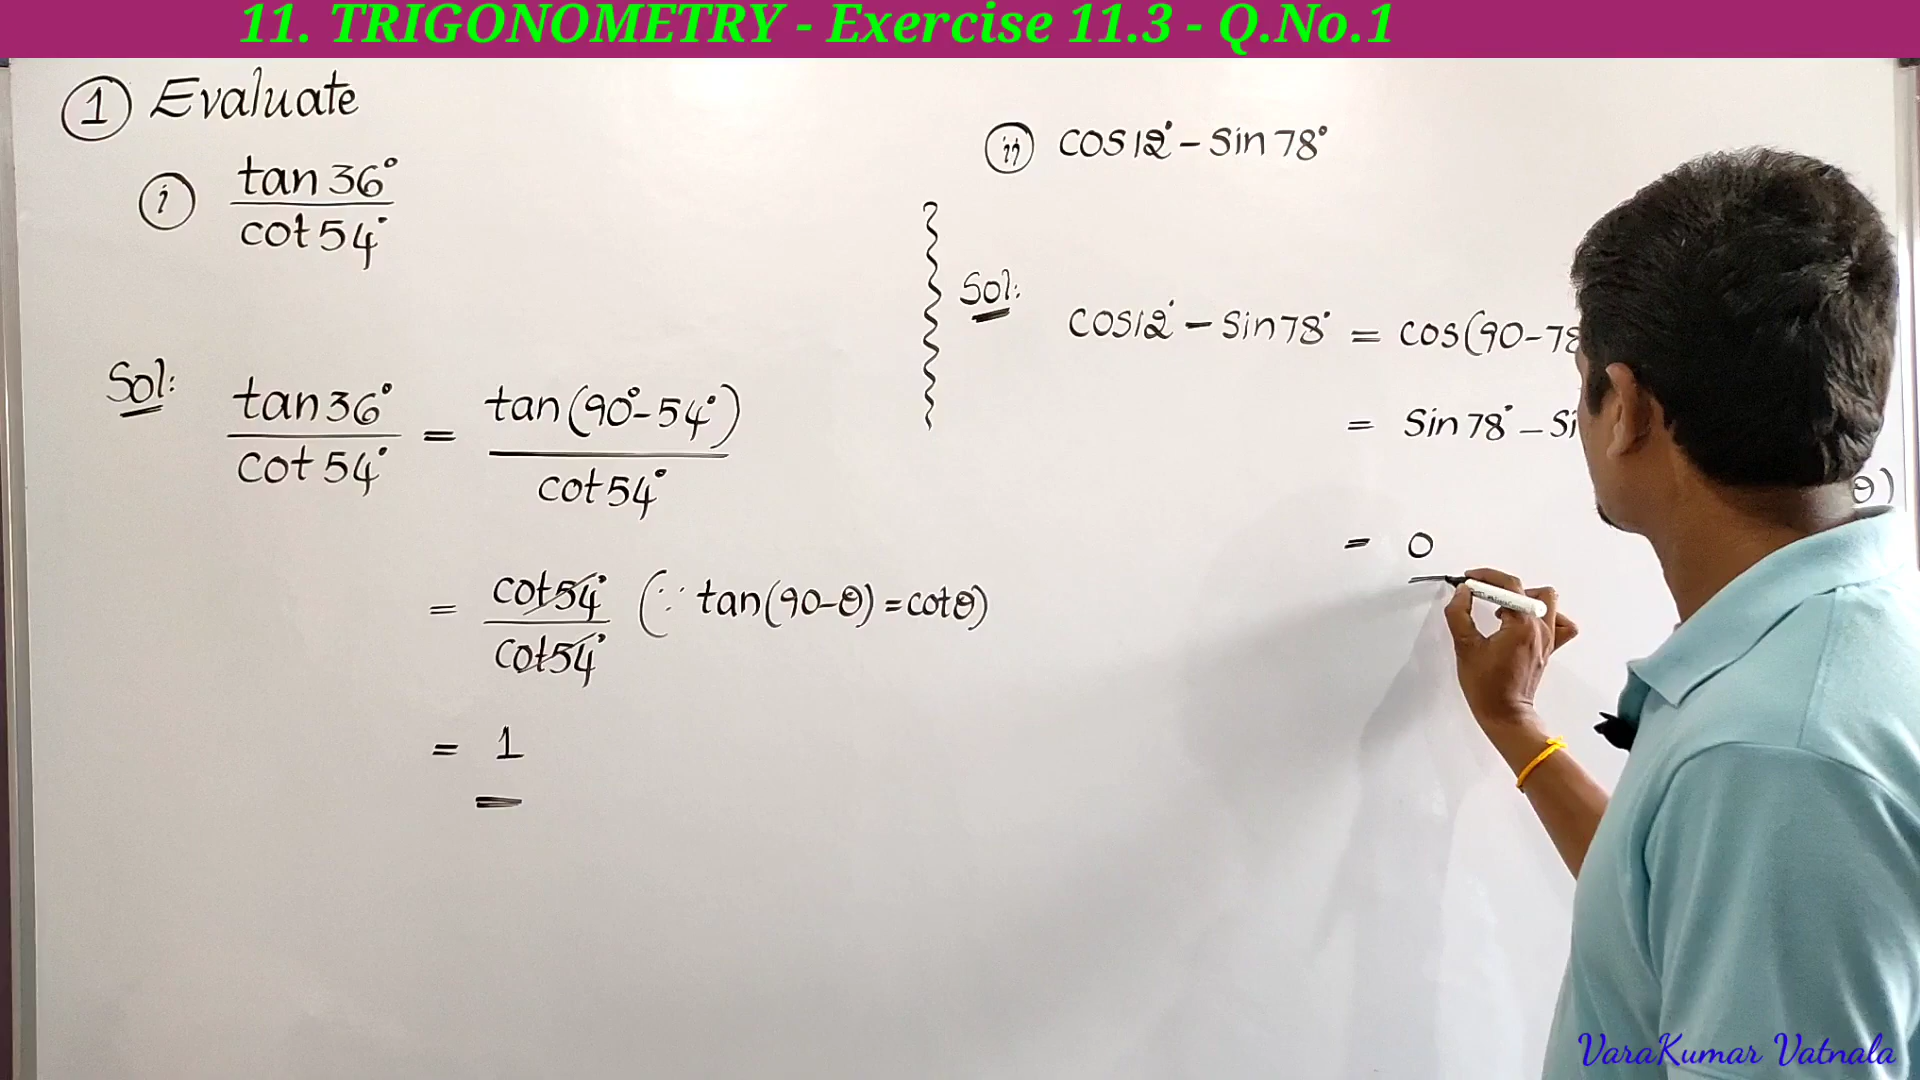 11. TRIGONOMETRY - Exercise 11.3 - Q.No.1
1 Evaluate
i tan 36° / cot 54°
Sol:
tan 36° / cot 54° = tan(90° - 54°) / cot 54°
= cot 54° / cot 54° (∵ tan(90-θ) = cot θ)
= 1
ii cos 12° - Sin 78°
Sol:
cos 12° - Sin 78° = cos(90-78
= Sin 78° - Si
θ)
= 0
VaraKumar Vatnala